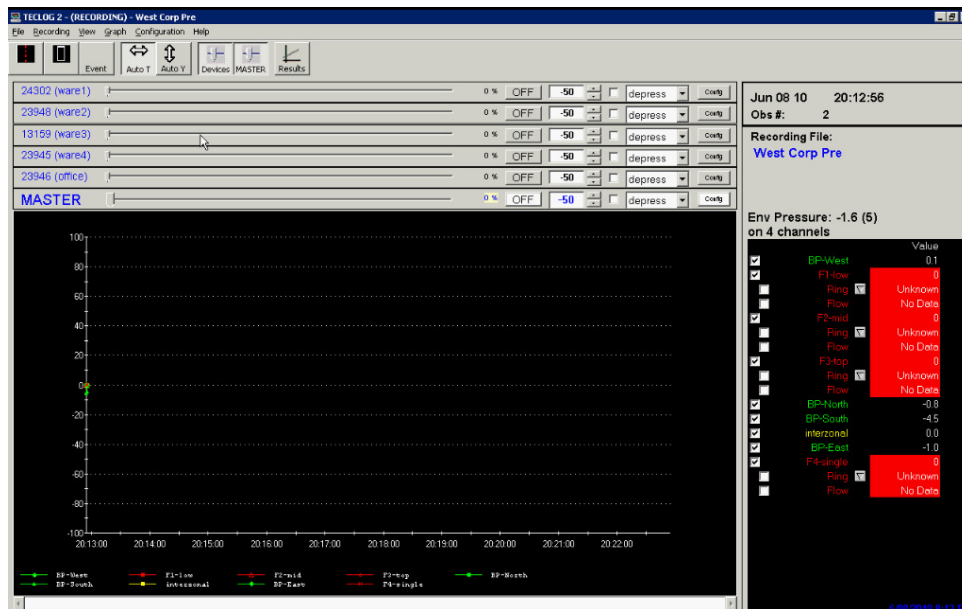 TECLOG 2 - (RECORDING) - West Corp Pre
File Recording View Graph Configuration Help
Event Auto T Auto Y Devices MASTER Results
24302 (ware1) 0 % OFF -50 depress Config
23948 (ware2) 0 % OFF -50 depress Config
13159 (ware3) 0 % OFF -50 depress Config
23945 (ware4) 0 % OFF -50 depress Config
23946 (office) 0 % OFF -50 depress Config
MASTER 0 % OFF -50 depress Config
Jun 08 10 20:12:56
Obs #: 2
Recording File:
West Corp Pre
Env Pressure: -1.6 (5)
on 4 channels
Value
BP-West 0.1
F1-low 0
Ring Unknown
Flow No Data
F2-mid 0
Ring Unknown
Flow No Data
F3-top 0
Ring Unknown
Flow No Data
BP-North -0.8
BP-South -4.5
interzonal 0.0
BP-East -1.0
F4-single 0
Ring Unknown
Flow No Data
100
80
60
40
20
0
-20
-40
-60
-80
-100
20:13:00 20:14:00 20:15:00 20:16:00 20:17:00 20:18:00 20:19:00 20:20:00 20:21:00 20:22:00
BP-West F1-low F2-mid F3-top BP-North
BP-South interzonal BP-East F4-single